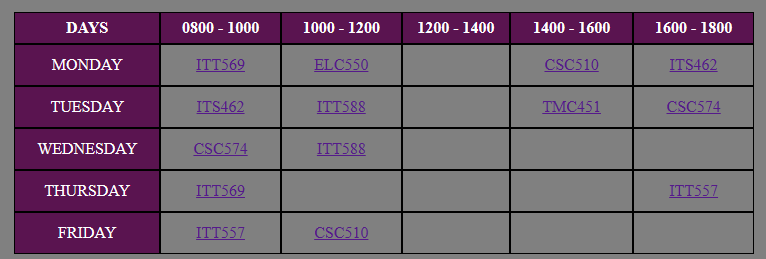 DAYS 0800 - 1000 1000 - 1200 1200 - 1400 1400 - 1600 1600 - 1800
MONDAY ITT569 ELC550 CSC510 ITS462
TUESDAY ITS462 ITT588 TMC451 CSC574
WEDNESDAY CSC574 ITT588
THURSDAY ITT569 ITT557
FRIDAY ITT557 CSC510